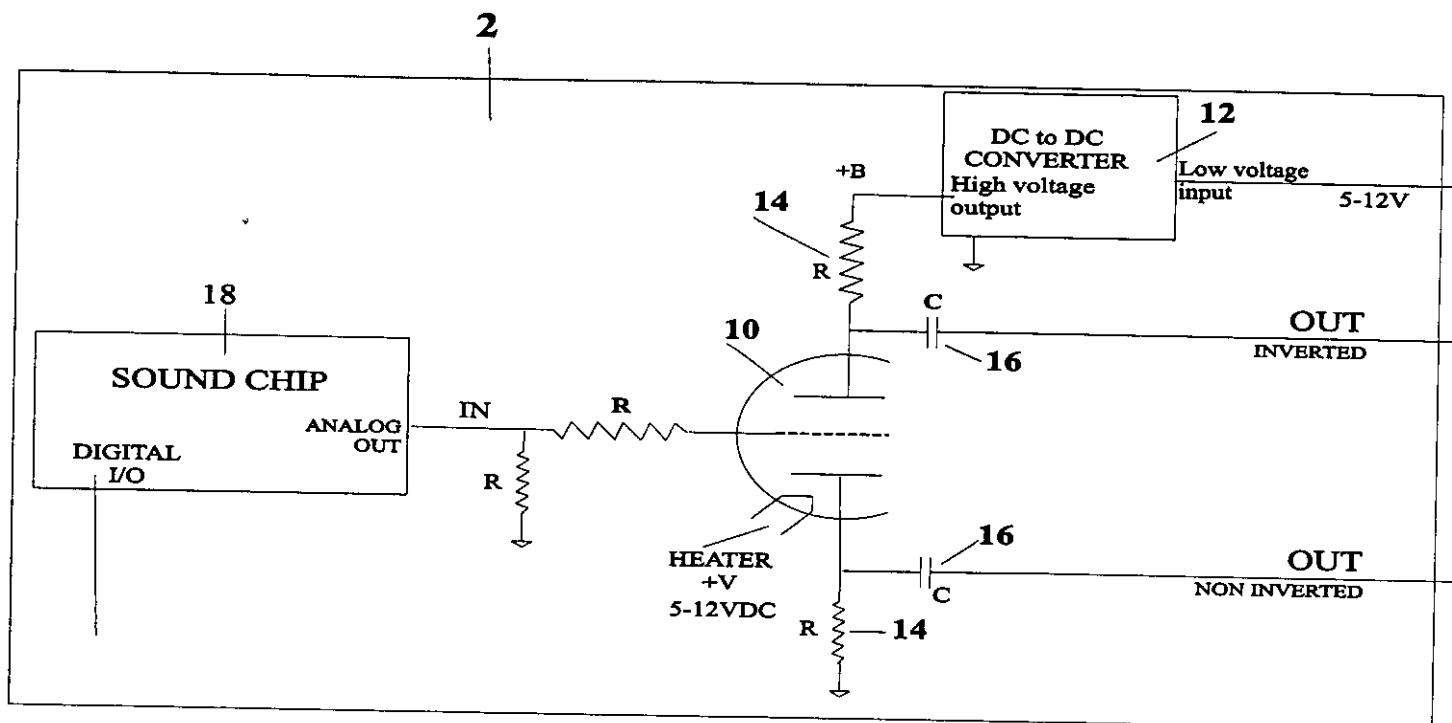 2
12
DC to DC
CONVERTER
High voltage
output
Low voltage
input
5-12V
+B
14
R
18
SOUND CHIP
ANALOG
OUT
DIGITAL
I/O
IN
R
R
10
C
16
OUT
INVERTED
HEATER
+V
5-12VDC
16
C
OUT
NON INVERTED
R
14